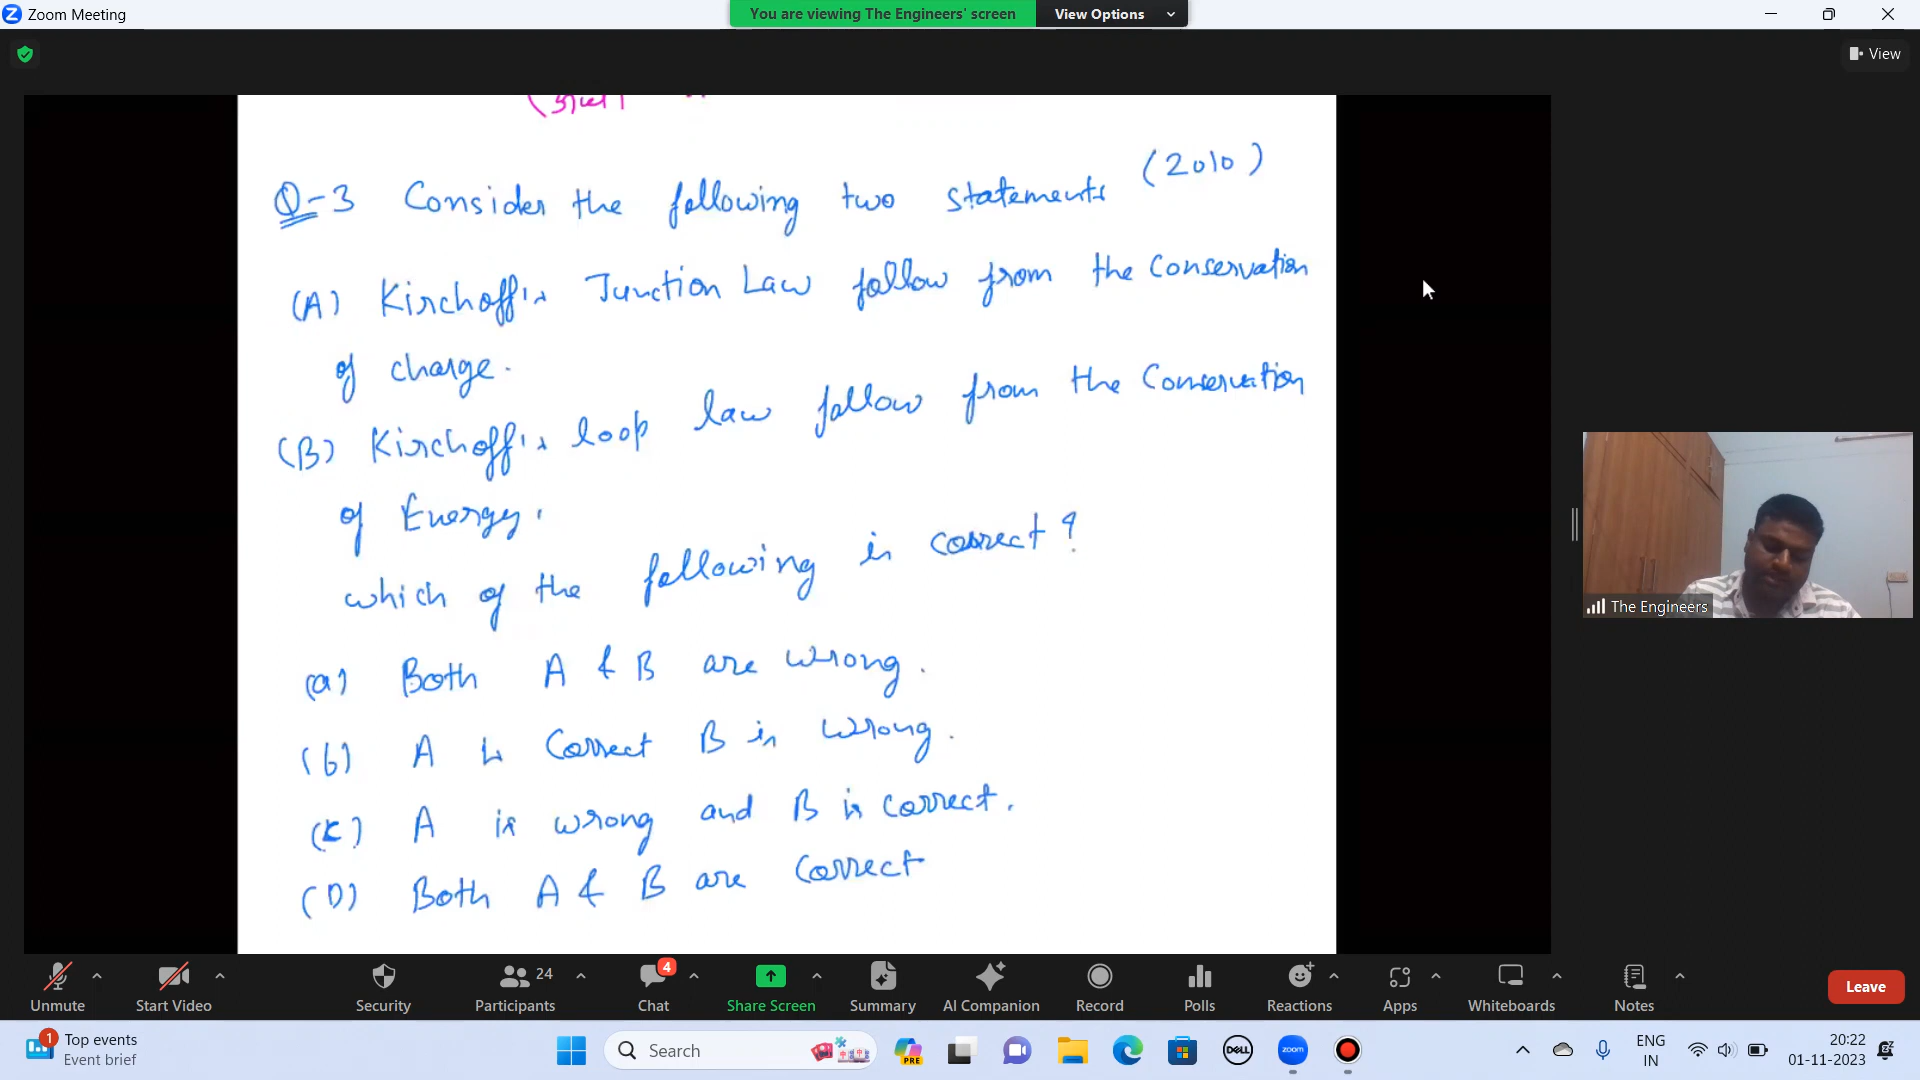 Zoom Meeting
You are viewing The Engineers' screen
View Options
View
(2010)
Q-3 Consider the following two statements
(A) Kirchoff's Junction Law follow from the Conservation
of charge.
(B) Kirchoff's loop law follow from the Conservation
of Energy.
which of the following is correct?
(a) Both A & B are wrong.
(b) A is Correct B is wrong.
(c) A is wrong and B is correct.
(D) Both A & B are Correct
The Engineers
Unmute
Start Video
Security
24
Participants
4
Chat
Share Screen
Summary
AI Companion
Record
Polls
Reactions
Apps
Whiteboards
Notes
Leave
1
Top events
Event brief
Search
PRE
DELL
zoom
ENG
IN
20:22
01-11-2023